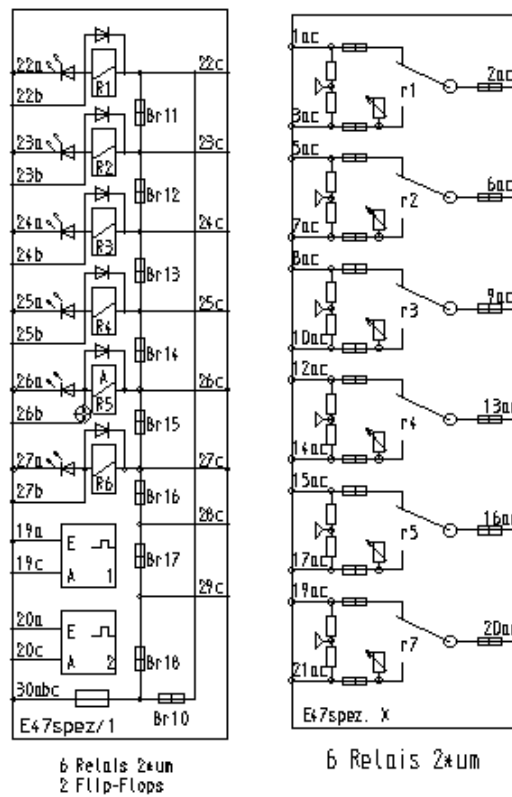 22a R1 22c
22b
Br11
23a R2 23c
23b
Br12
24a R3 24c
24b
Br13
25a R4 25c
25b
Br14
26a A R5 26c
26b
Br15
27a R6 27c
27b
Br16
28c
19a E
Br17
19c A 1
29c
20a E
20c A 2
Br18
30abc
Br10
E47spez/1
6 Relais 2*um
2 Flip-Flops
1ac
r1 2ac
3ac
5ac
r2 6ac
7ac
8ac
r3 9ac
10ac
12ac
r4 13ac
14ac
15ac
r5 16ac
17ac
19ac
r7 20ac
21ac
E47spez. X
6 Relais 2*um